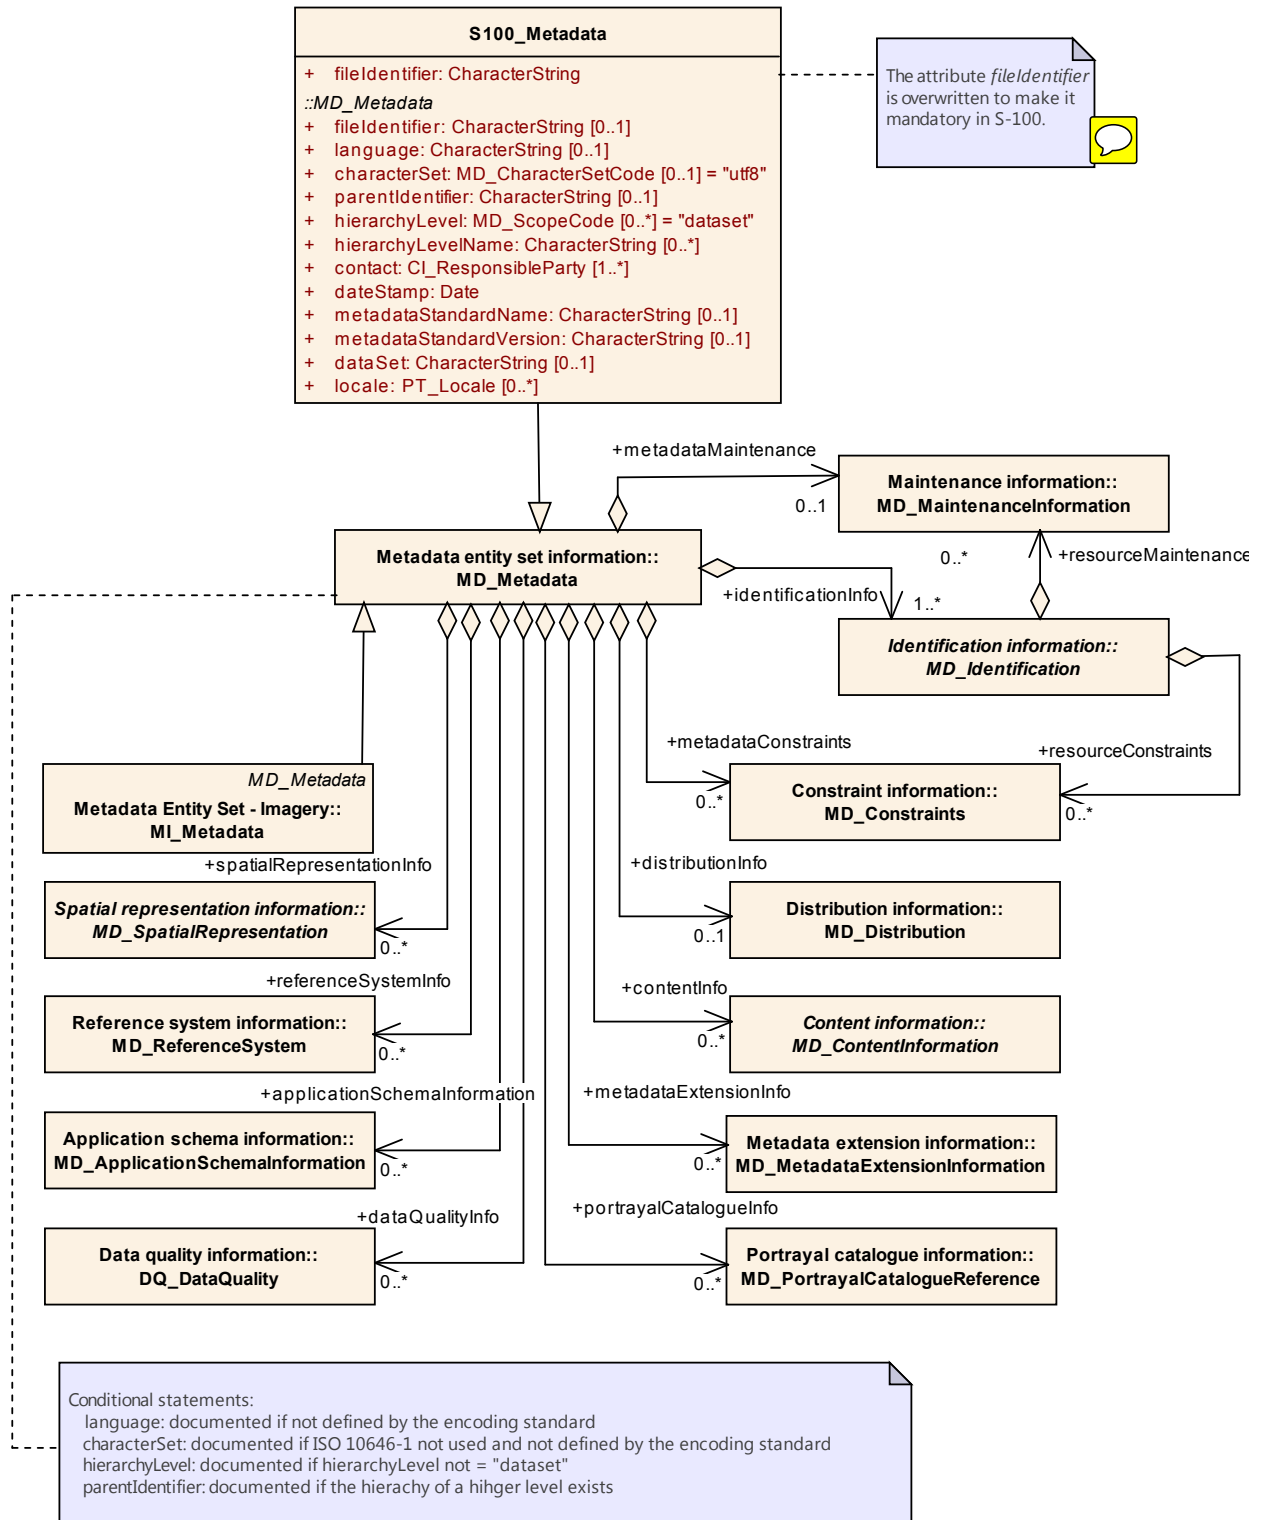 S100_Metadata
+ fileIdentifier: CharacterString
::MD_Metadata
+ fileIdentifier: CharacterString [0..1]
+ language: CharacterString [0..1]
+ characterSet: MD_CharacterSetCode [0..1] = "utf8"
+ parentIdentifier: CharacterString [0..1]
+ hierarchyLevel: MD_ScopeCode [0..*] = "dataset"
+ hierarchyLevelName: CharacterString [0..*]
+ contact: CI_ResponsibleParty [1..*]
+ dateStamp: Date
+ metadataStandardName: CharacterString [0..1]
+ metadataStandardVersion: CharacterString [0..1]
+ dataSet: CharacterString [0..1]
+ locale: PT_Locale [0..*]
The attribute fileIdentifier
is overwritten to make it
mandatory in S-100.
+metadataMaintenance
0..1
Maintenance information::
MD_MaintenanceInformation
Metadata entity set information::
MD_Metadata
0..*
+resourceMaintenance
+identificationInfo
1..*
Identification information::
MD_Identification
+metadataConstraints
0..*
+resourceConstraints
0..*
Constraint information::
MD_Constraints
MD_Metadata
Metadata Entity Set - Imagery::
MI_Metadata
+spatialRepresentationInfo
0..*
Spatial representation information::
MD_SpatialRepresentation
+distributionInfo
0..1
Distribution information::
MD_Distribution
+referenceSystemInfo
0..*
Reference system information::
MD_ReferenceSystem
+contentInfo
0..*
Content information::
MD_ContentInformation
+applicationSchemaInformation
0..*
Application schema information::
MD_ApplicationSchemaInformation
+metadataExtensionInfo
0..*
Metadata extension information::
MD_MetadataExtensionInformation
+dataQualityInfo
0..*
Data quality information::
DQ_DataQuality
+portrayalCatalogueInfo
0..*
Portrayal catalogue information::
MD_PortrayalCatalogueReference
Conditional statements:
language: documented if not defined by the encoding standard
characterSet: documented if ISO 10646-1 not used and not defined by the encoding standard
hierarchyLevel: documented if hierarchyLevel not = "dataset"
parentIdentifier: documented if the hierachy of a hihger level exists